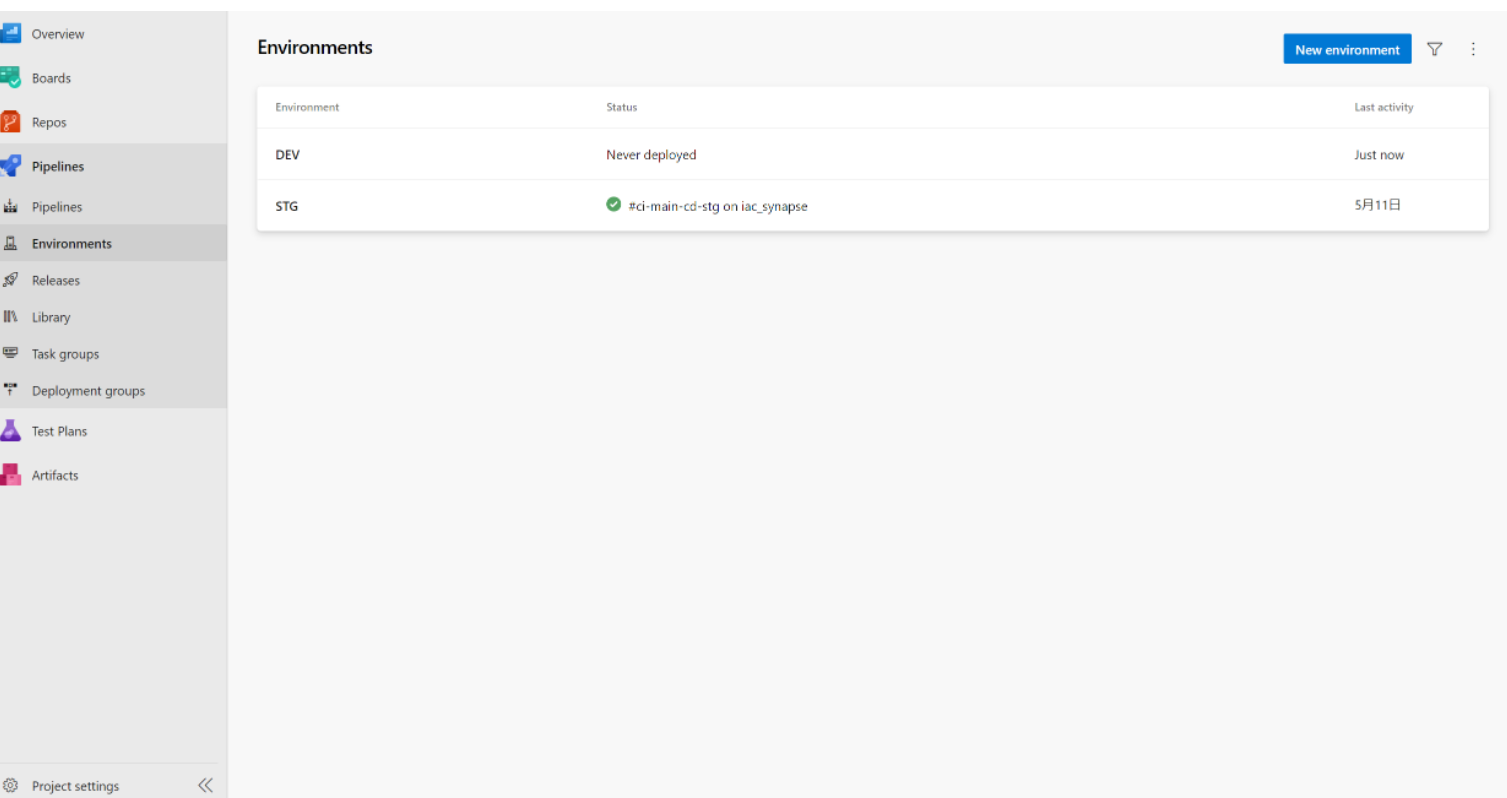 Overview
Boards
Repos
Pipelines
Pipelines
Environments
Releases
Library
Task groups
Deployment groups
Test Plans
Artifacts
Project settings
Environments
New environment
Environment Status Last activity
DEV Never deployed Just now
STG #ci-main-cd-stg on iac_synapse 5月11日